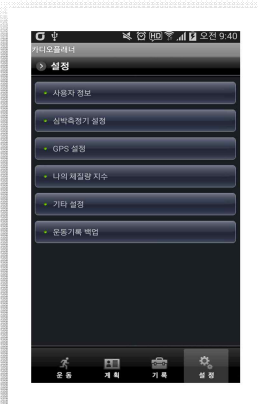 HD 오전 9:40
카디오플래너
설정
사용자 정보
심박측정기 설정
GPS 설정
나의 체질량 지수
기타 설정
운동기록 백업
운동 계획 기록 설정